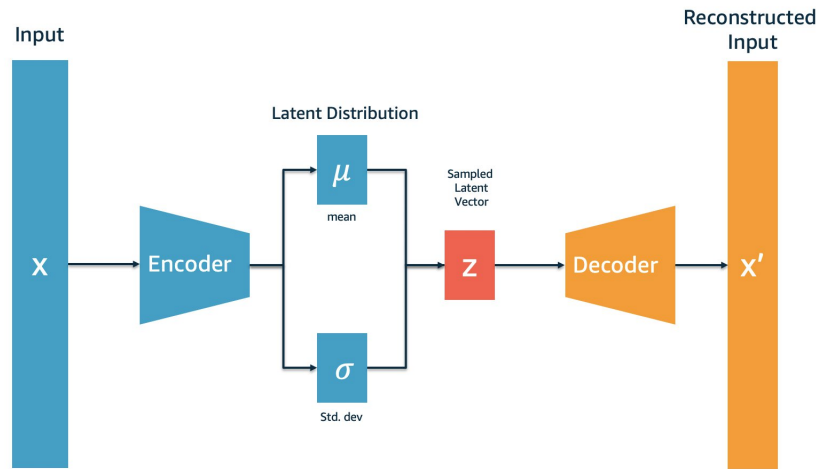 Input
Reconstructed
Input
Latent Distribution
μ
mean
Sampled
Latent
Vector
x
Encoder
z
Decoder
x′
σ
Std. dev